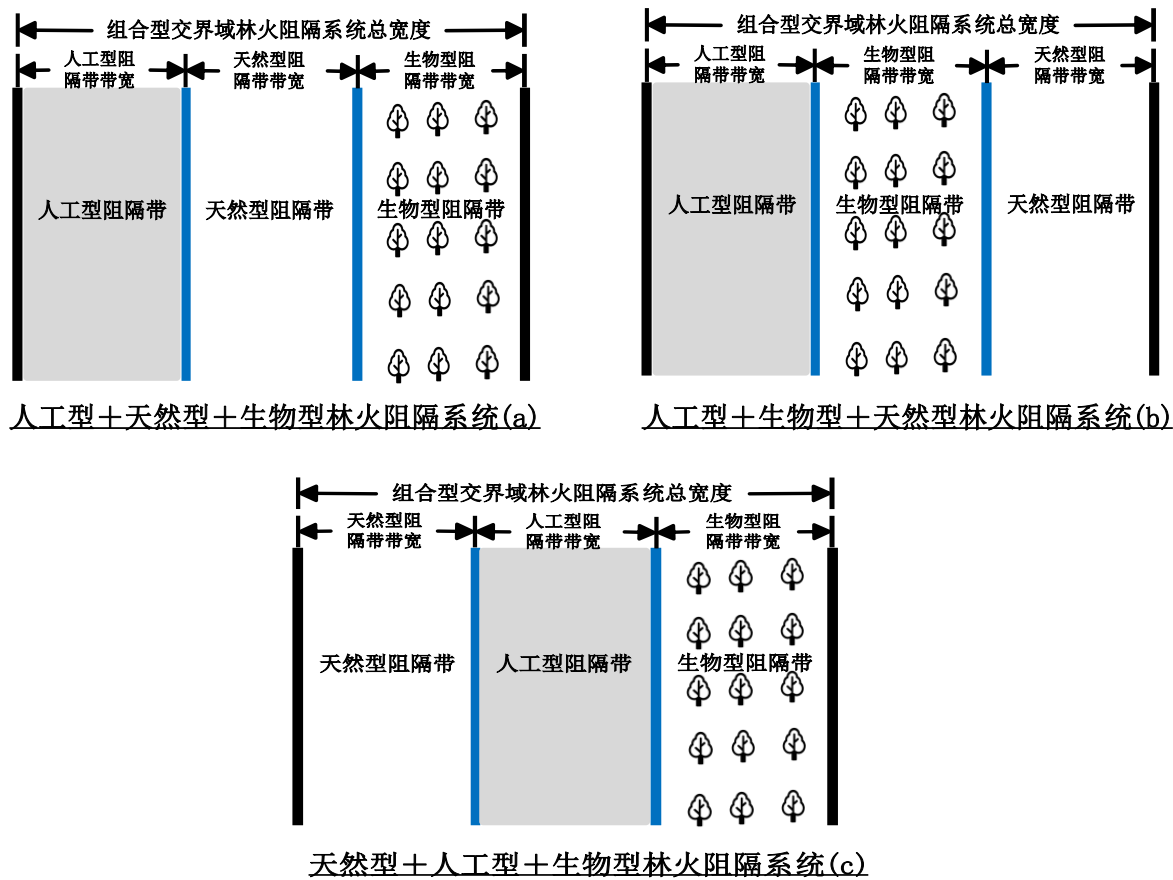 组合型交界域林火阻隔系统总宽度
人工型阻
隔带带宽
天然型阻
隔带带宽
生物型阻
隔带带宽
人工型阻隔带
天然型阻隔带
生物型阻隔带
人工型＋天然型＋生物型林火阻隔系统(a)
组合型交界域林火阻隔系统总宽度
人工型阻
隔带带宽
生物型阻
隔带带宽
天然型阻
隔带带宽
人工型阻隔带
生物型阻隔带
天然型阻隔带
人工型＋生物型＋天然型林火阻隔系统(b)
组合型交界域林火阻隔系统总宽度
天然型阻
隔带带宽
人工型阻
隔带带宽
生物型阻
隔带带宽
天然型阻隔带
人工型阻隔带
生物型阻隔带
天然型＋人工型＋生物型林火阻隔系统(c)